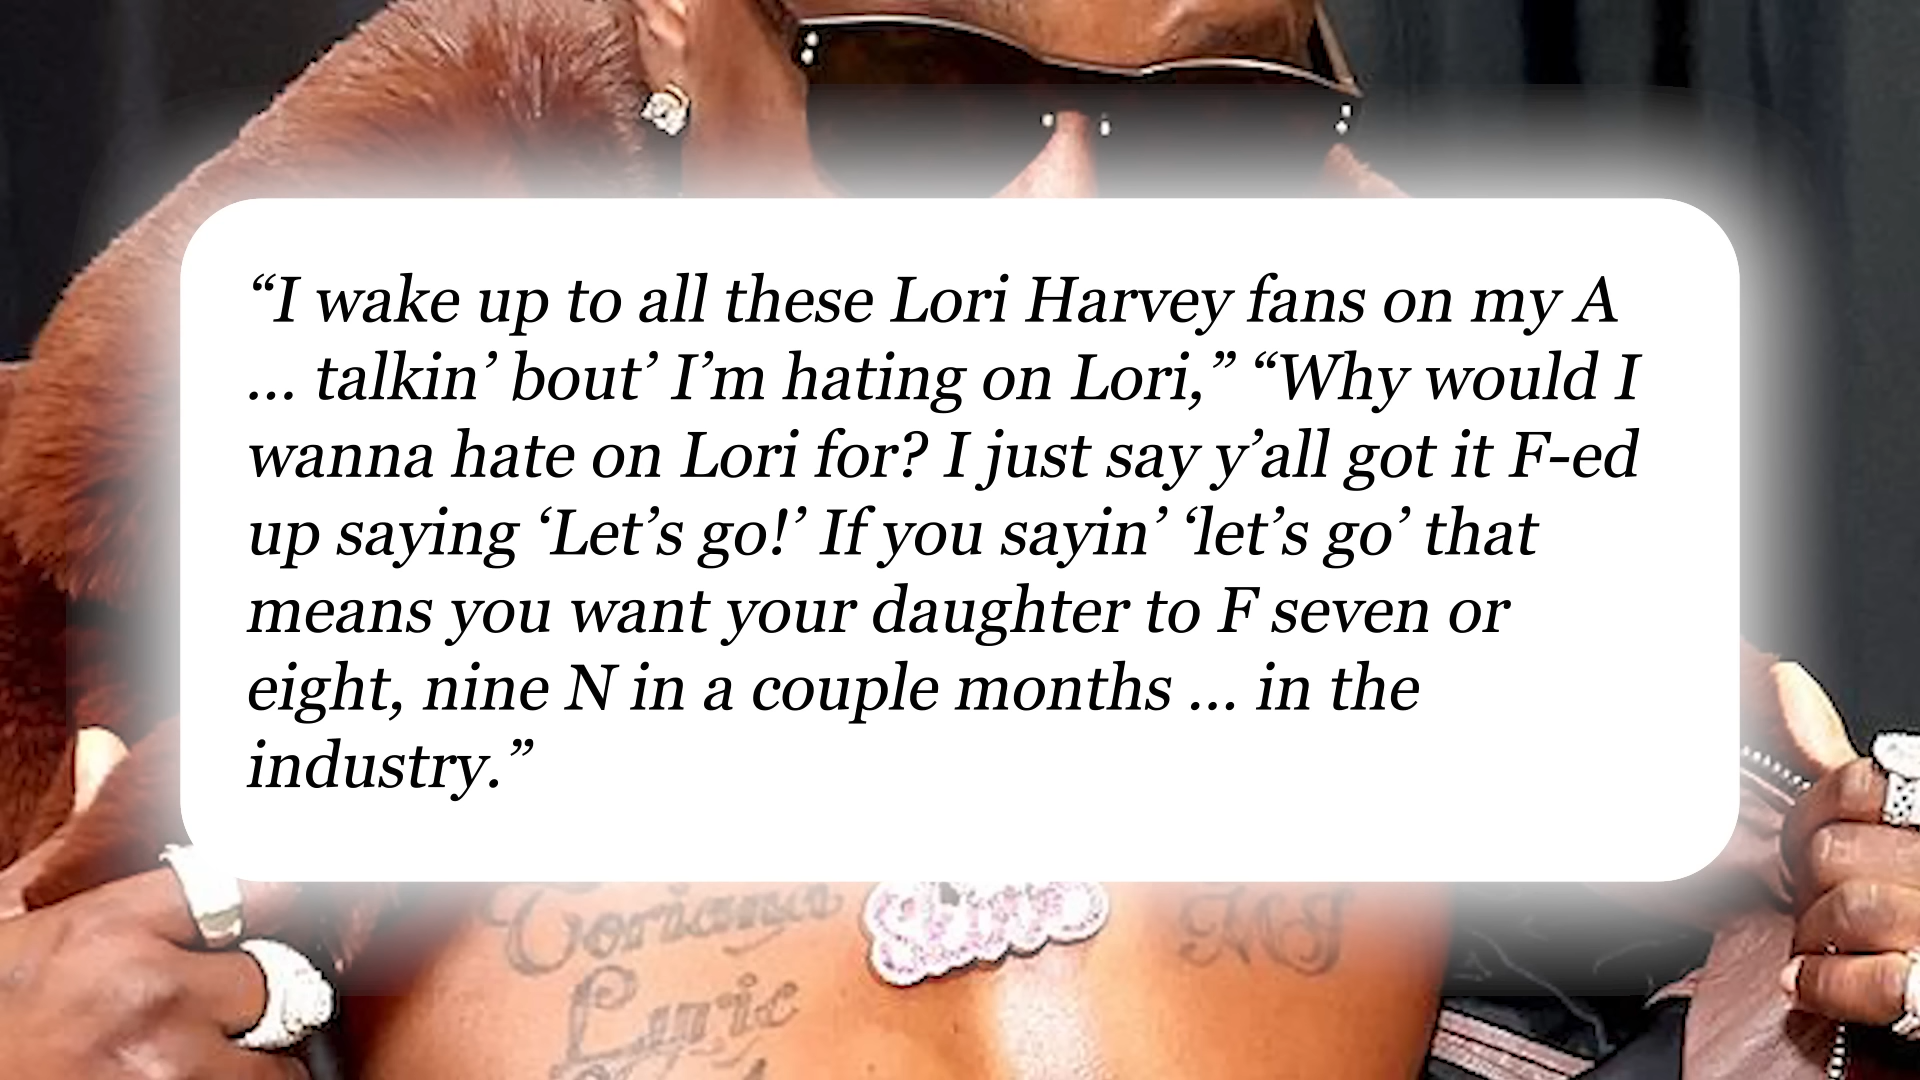 “I wake up to all these Lori Harvey fans on my A
... talkin’ bout’ I’m hating on Lori,” “Why would I
wanna hate on Lori for? I just say y’all got it F-ed
up saying ‘Let’s go!’ If you sayin’ ‘let’s go’ that
means you want your daughter to F seven or
eight, nine N in a couple months ... in the
industry.”
Coriana
Lyric